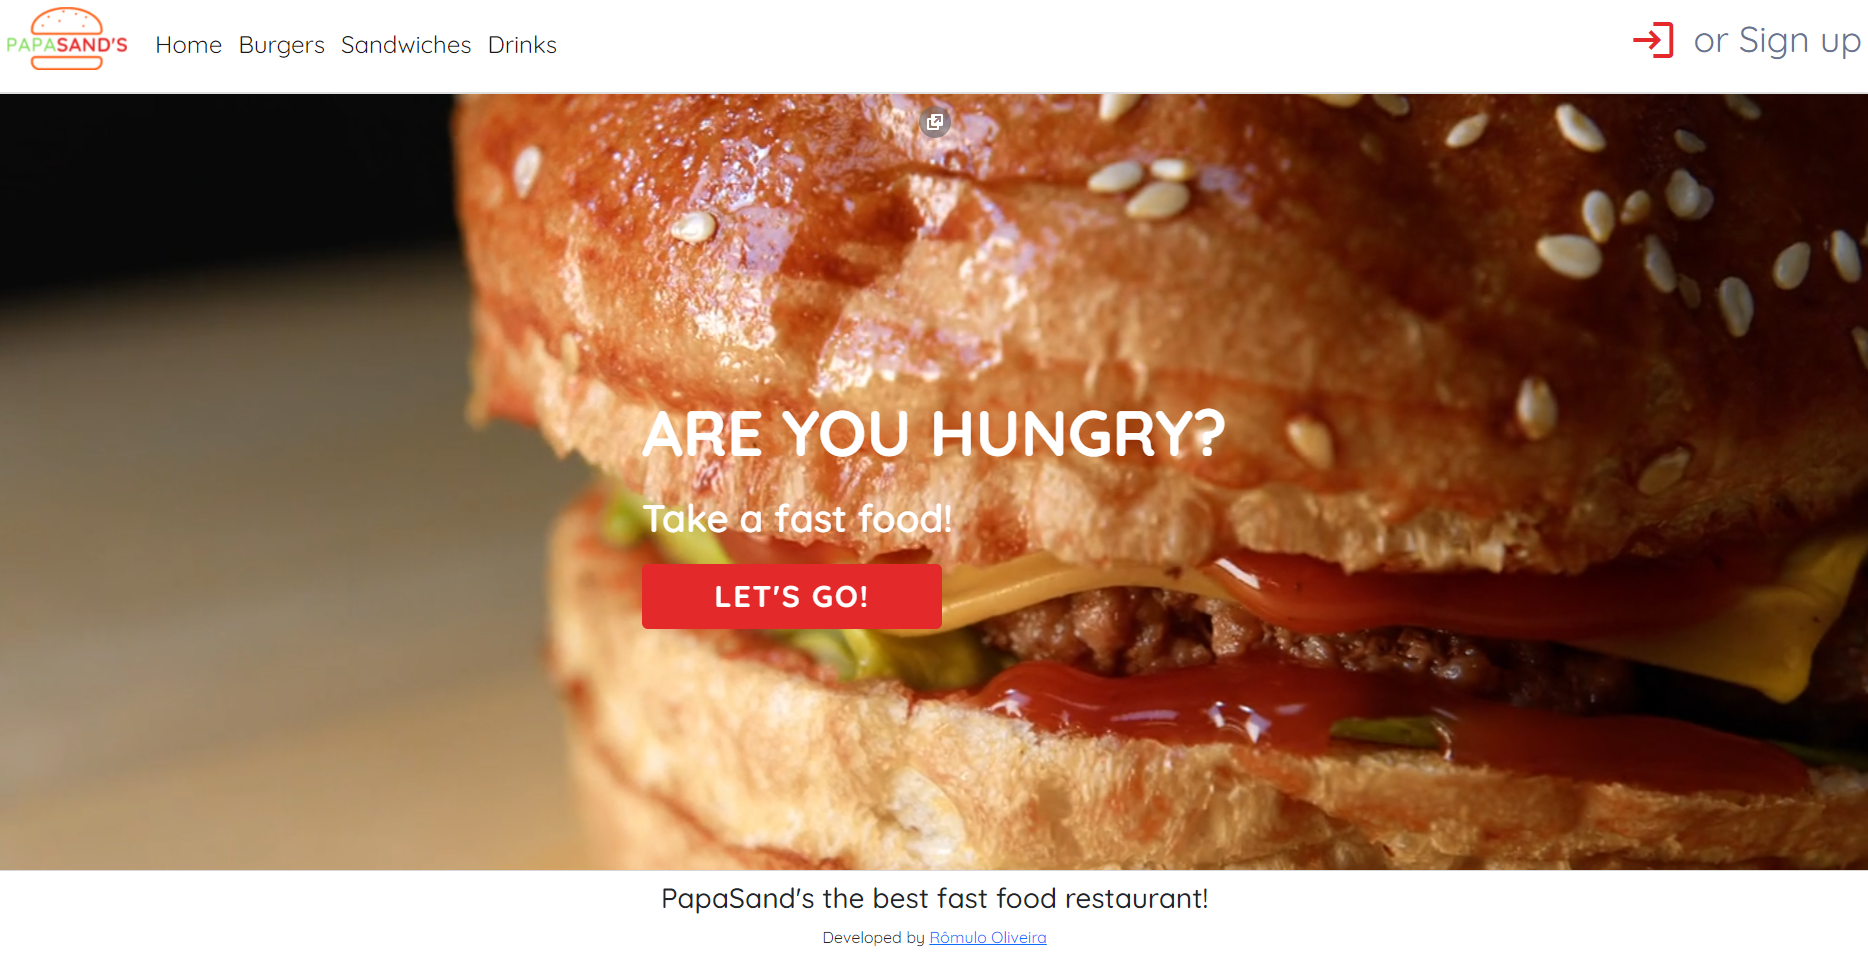 PAPASAND'S
Home Burgers Sandwiches Drinks
or Sign up
ARE YOU HUNGRY?
Take a fast food!
LET'S GO!
PapaSand's the best fast food restaurant!
Developed by Rômulo Oliveira